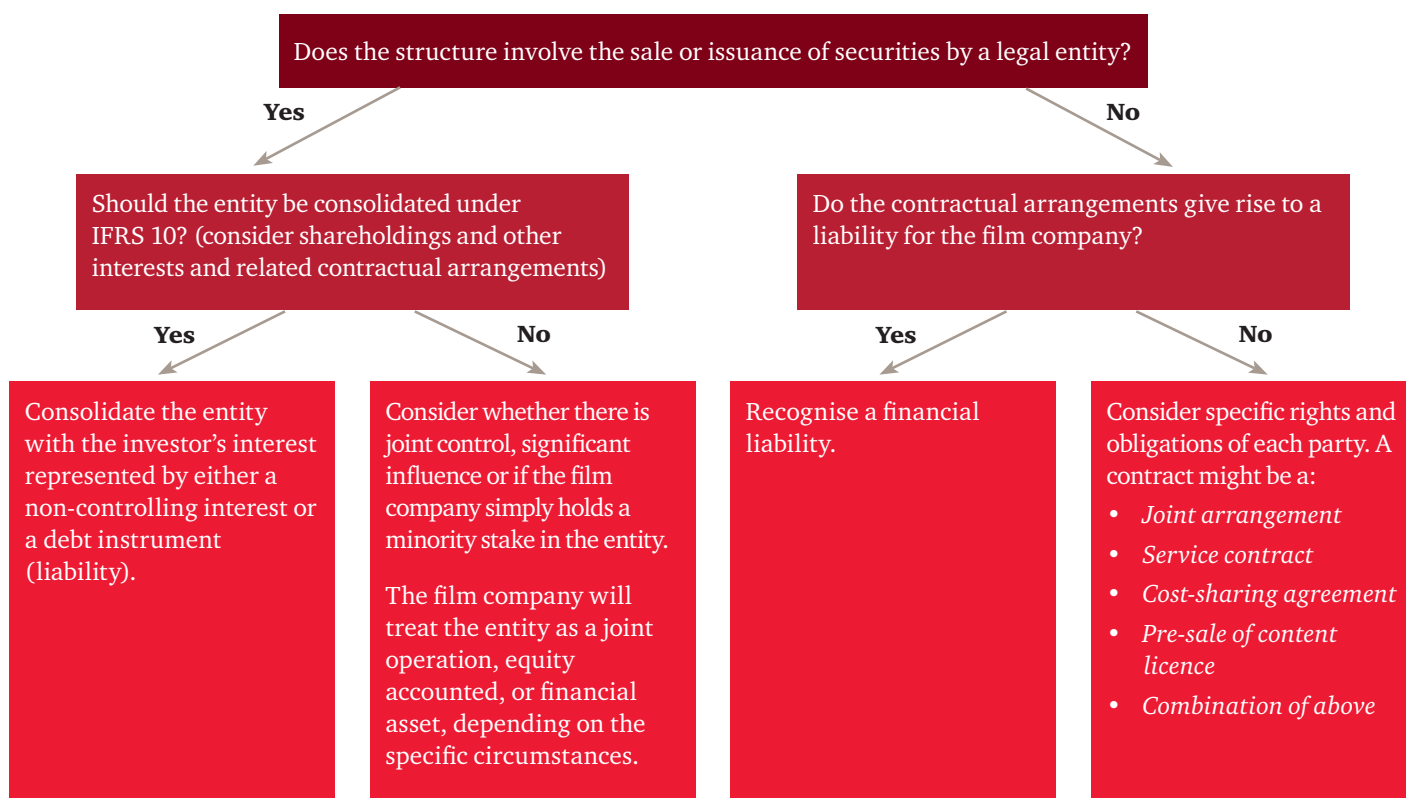 Does the structure involve the sale or issuance of securities by a legal entity?
Yes
No
Should the entity be consolidated under
IFRS 10? (consider shareholdings and other
interests and related contractual arrangements)
Do the contractual arrangements give rise to a
liability for the film company?
Yes
No
Yes
No
Consolidate the entity
with the investor’s interest
represented by either a
non-controlling interest or
a debt instrument
(liability).
Consider whether there is
joint control, significant
influence or if the film
company simply holds a
minority stake in the entity.
The film company will
treat the entity as a joint
operation, equity
accounted, or financial
asset, depending on the
specific circumstances.
Recognise a financial
liability.
Consider specific rights and
obligations of each party. A
contract might be a:
• Joint arrangement
• Service contract
• Cost-sharing agreement
• Pre-sale of content
licence
• Combination of above